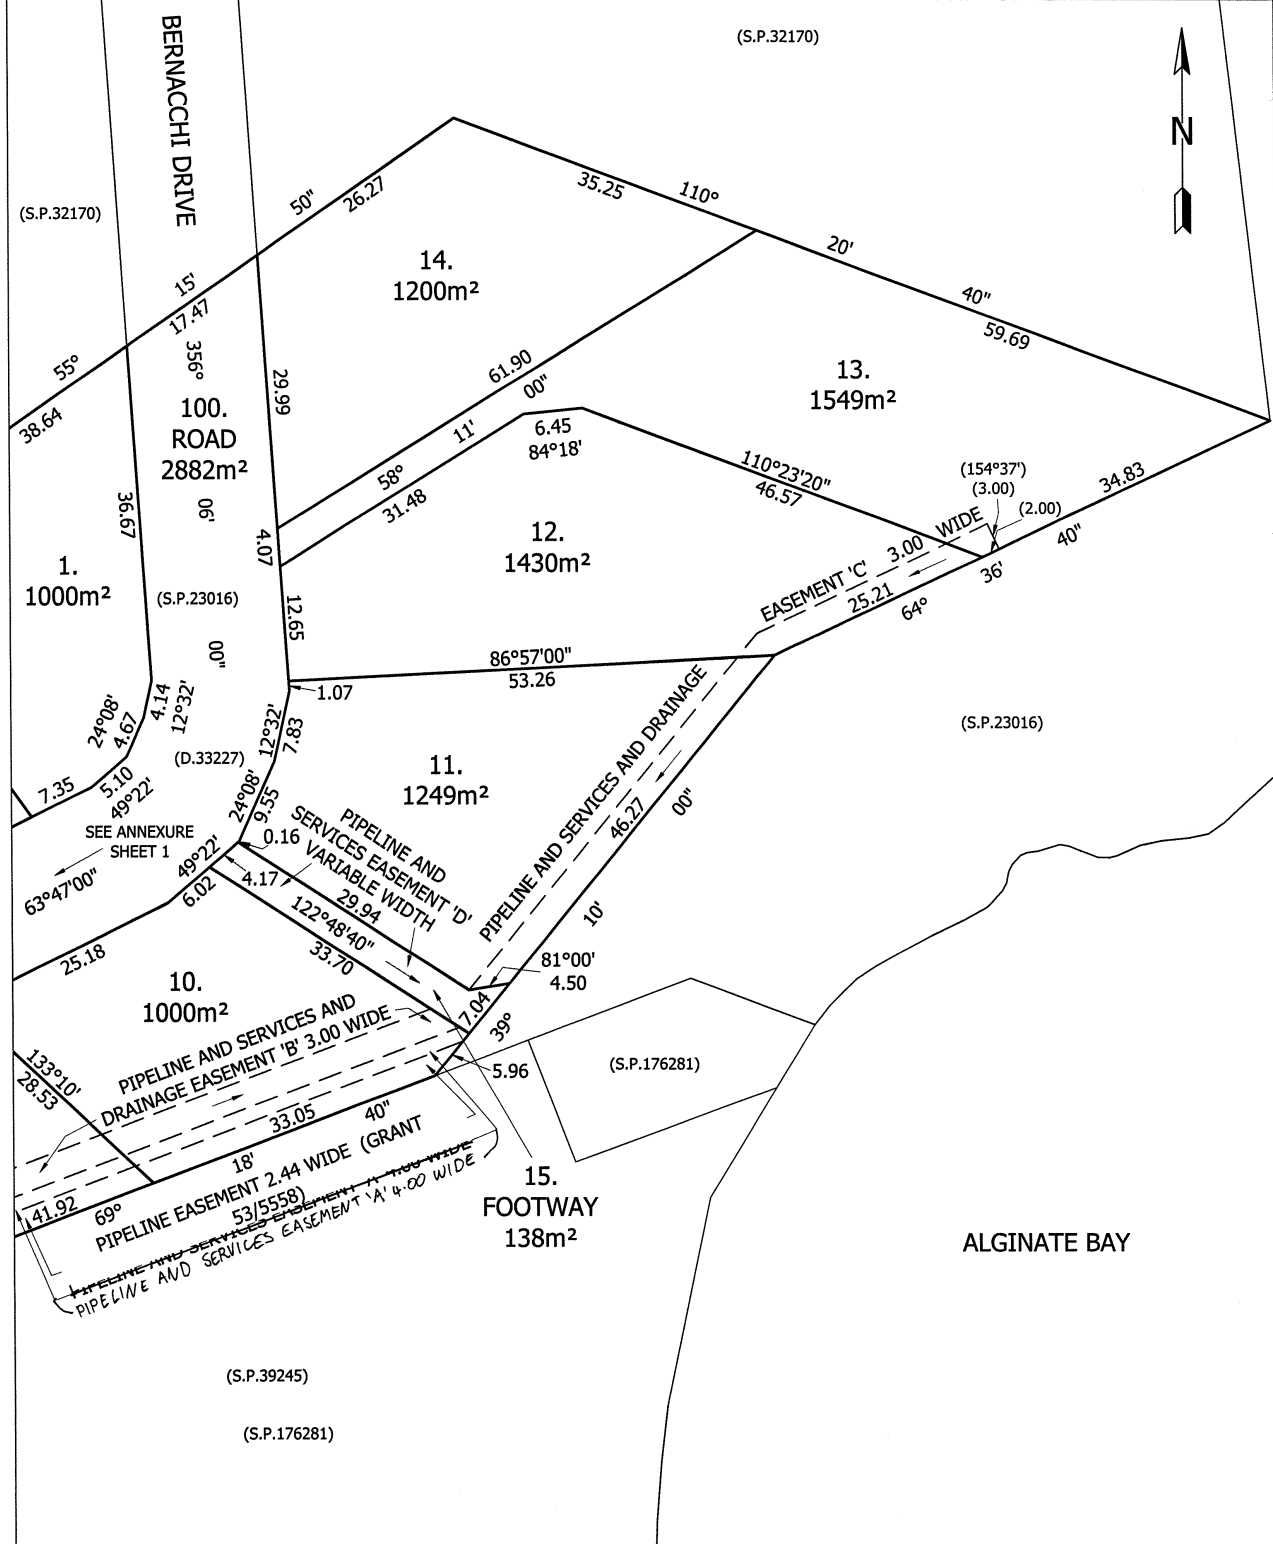 BERNACCHI DRIVE
(S.P.32170)
N
(S.P.32170)
55°
15'
50"
38.64
17.47
26.27
35.25
110°
20'
40"
59.69
14.
1200m²
356°
06'
00"
100.
ROAD
2882m²
29.99
61.90
58°
11'
00"
31.48
6.45
84°18'
13.
1549m²
110°23'20"
46.57
(154°37')
(3.00)
(2.00)
34.83
36.67
4.07
12.
1430m²
1.
1000m²
(S.P.23016)
12.65
EASEMENT 'C' 3.00 WIDE
25.21
64°
36'
40"
86°57'00"
53.26
1.07
4.14
12°32'
24°08'
4.67
(D.33227)
12°32'
7.83
7.35
5.10
49°22'
24°08'
9.55
11.
1249m²
(S.P.23016)
PIPELINE AND SERVICES AND DRAINAGE
46.27
39°
10'
00"
SEE ANNEXURE
SHEET 1
63°47'00"
0.16
PIPELINE AND
SERVICES EASEMENT 'D'
VARIABLE WIDTH
49°22'
6.02
4.17
29.94
122°48'40"
33.70
25.18
81°00'
4.50
7.04
10.
1000m²
PIPELINE AND SERVICES AND
DRAINAGE EASEMENT 'B' 3.00 WIDE
5.96
(S.P.176281)
133°10'
28.53
33.05
41.92
69°
18'
40"
PIPELINE EASEMENT 2.44 WIDE (GRANT
53/5558)
PIPELINE AND SERVICES EASEMENT 'A' 4.00 WIDE
PIPELINE AND SERVICES EASEMENT 'A' 4.00 WIDE
15.
FOOTWAY
138m²
ALGINATE BAY
(S.P.39245)
(S.P.176281)